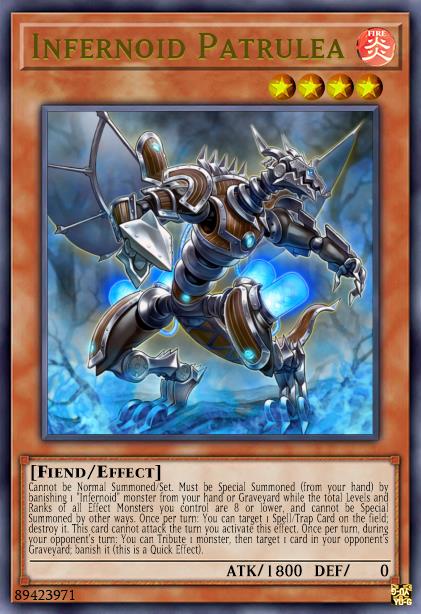 INFERNOID PATRULEA
FIRE
炎
[FIEND/EFFECT]
Cannot be Normal Summoned/Set. Must be Special Summoned (from your hand) by
banishing 1 "Infernoid" monster from your hand or Graveyard while the total Levels and
Ranks of all Effect Monsters you control are 8 or lower, and cannot be Special
Summoned by other ways. Once per turn: You can target 1 Spell/Trap Card on the field;
destroy it. This card cannot attack the turn you activate this effect. Once per turn, during
your opponent's turn: You can Tribute 1 monster, then target 1 card in your opponent's
Graveyard; banish it (this is a Quick Effect).
ATK/1800 DEF/ 0
89423971